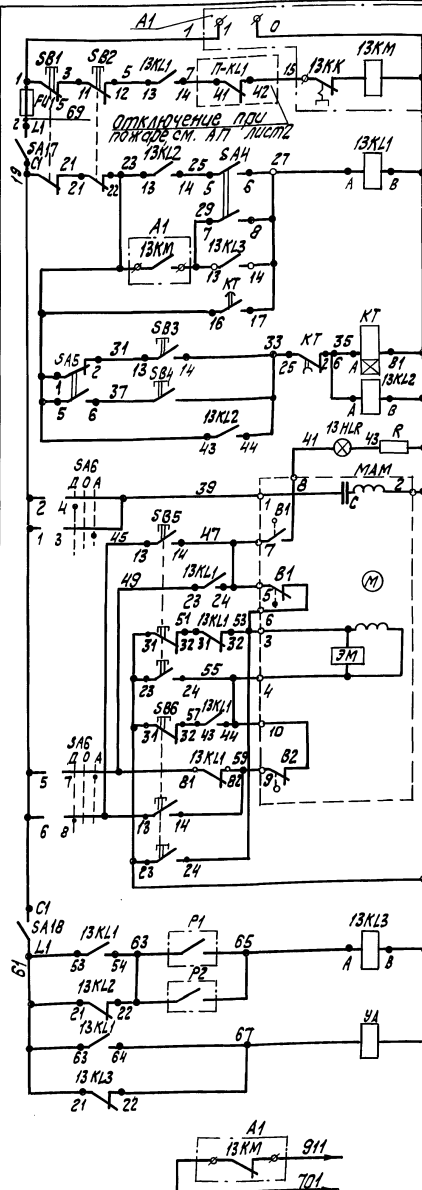 A1
1 1 0
SB1 SB2 13KL1 П-KL1 15 13KK 13KM
1 3 5 7
5 11 12 13 14 41 42
FU1
2 L1 69
Отключение при
пожаре см. АП лист2
SA17
C1
19 21 23 13KL2 25 SA4 27 13KL1
21 22 13 14 5 6 A B
A1 29
13KM 7 8
13KL3
13 14
KT
16 17
SB3 33 KT 35 KT
SA5 31 13 14 25 26 A 81
1 2 SB4 13KL2
5 6 37 A B
13KL2
43 44
13HLR
41 43 R
SA6
Д О А 39 8 MAM
2 4 1 C 2
1 3 45 SB5 47 B1
13 14 7
49 13KL1 B1
23 24 5
M
51 13KL1 53 6
31 32 31 32 3
55 ЭМ
23 24 4
SB6 57 13KL1
31 32 43 44 10
SA6
Д О А 13KL1 59 B2
5 7 81 82 9
6 8 13 14
23 24
C1
SA18
L1 13KL1 63 P1 65 13KL3
61 53 54 A B
13KL2 P2
21 22
13KL1 67 УА
63 64
13KL3
21 22
A1
13KM 911
701